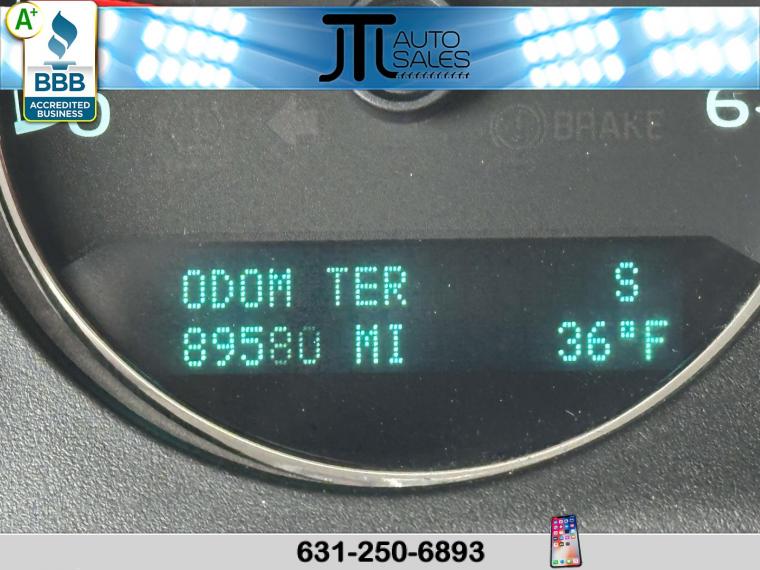 A+
BBB
ACCREDITED
BUSINESS
JTL AUTO
SALES
BRAKE
ODOM TER S
89580 MI 36°F
631-250-6893